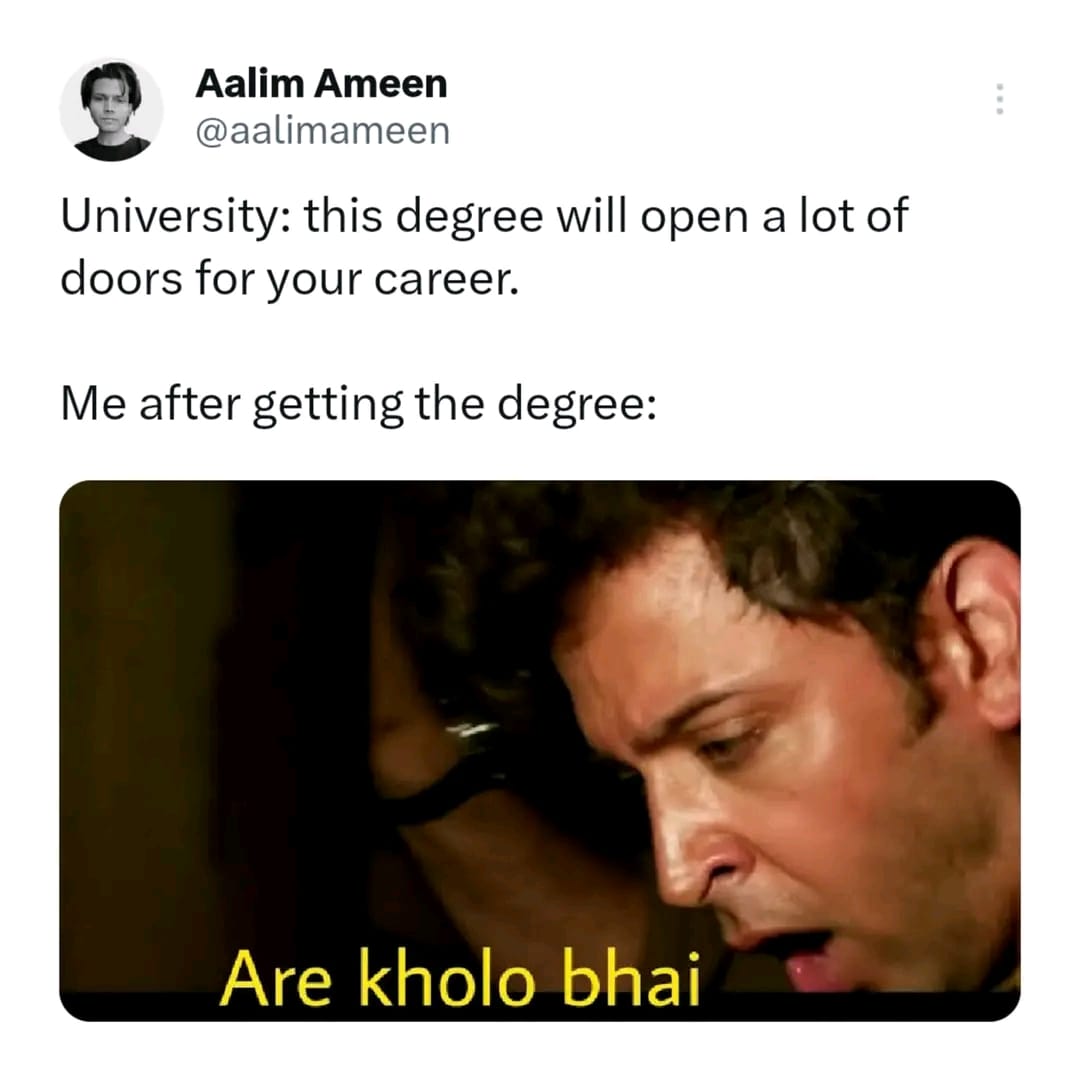 Aalim Ameen
@aalimameen
University: this degree will open a lot of
doors for your career.
Me after getting the degree:
Are kholo bhai